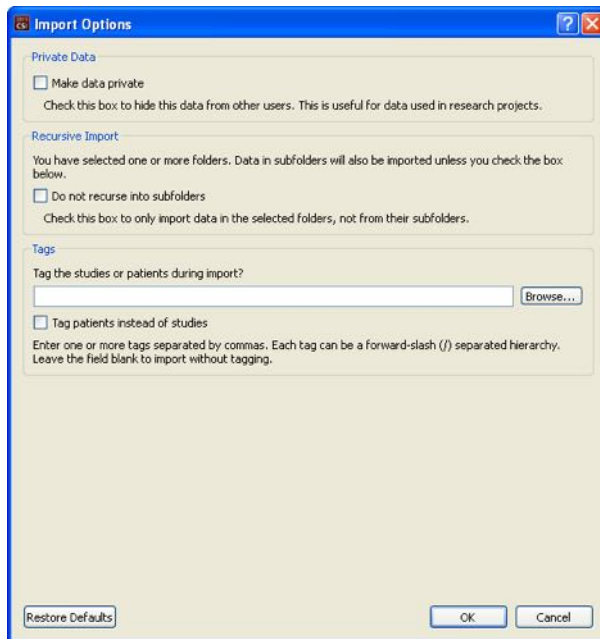 Import Options
Private Data
Make data private
Check this box to hide this data from other users. This is useful for data used in research projects.
Recursive Import
You have selected one or more folders. Data in subfolders will also be imported unless you check the box
below.
Do not recurse into subfolders
Check this box to only import data in the selected folders, not from their subfolders.
Tags
Tag the studies or patients during import?
Browse...
Tag patients instead of studies
Enter one or more tags separated by commas. Each tag can be a forward-slash (/) separated hierarchy.
Leave the field blank to import without tagging.
Restore Defaults
OK
Cancel